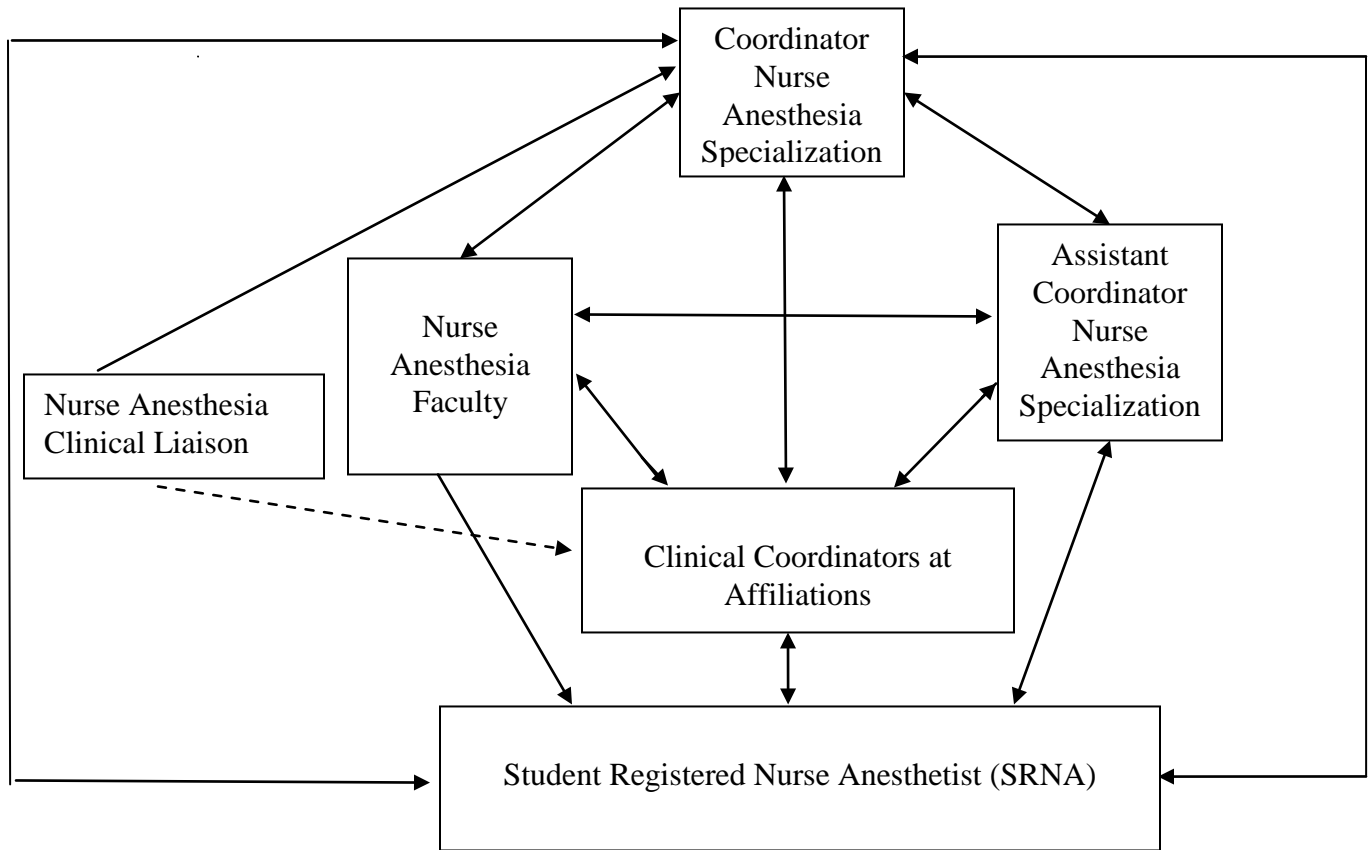 Coordinator
Nurse
Anesthesia
Specialization
Assistant
Coordinator
Nurse
Anesthesia
Specialization
Nurse
Anesthesia
Faculty
Nurse Anesthesia
Clinical Liaison
Clinical Coordinators at
Affiliations
Student Registered Nurse Anesthetist (SRNA)